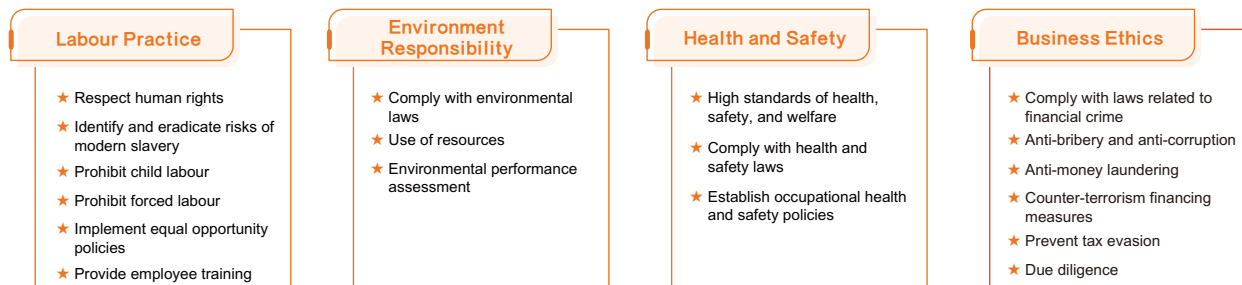 Labour Practice
★ Respect human rights
★ Identify and eradicate risks of
modern slavery
★ Prohibit child labour
★ Prohibit forced labour
★ Implement equal opportunity
policies
★ Provide employee training
Environment
Responsibility
★ Comply with environmental
laws
★ Use of resources
★ Environmental performance
assessment
Health and Safety
★ High standards of health,
safety, and welfare
★ Comply with health and
safety laws
★ Establish occupational health
and safety policies
Business Ethics
★ Comply with laws related to
financial crime
★ Anti-bribery and anti-corruption
★ Anti-money laundering
★ Counter-terrorism financing
measures
★ Prevent tax evasion
★ Due diligence